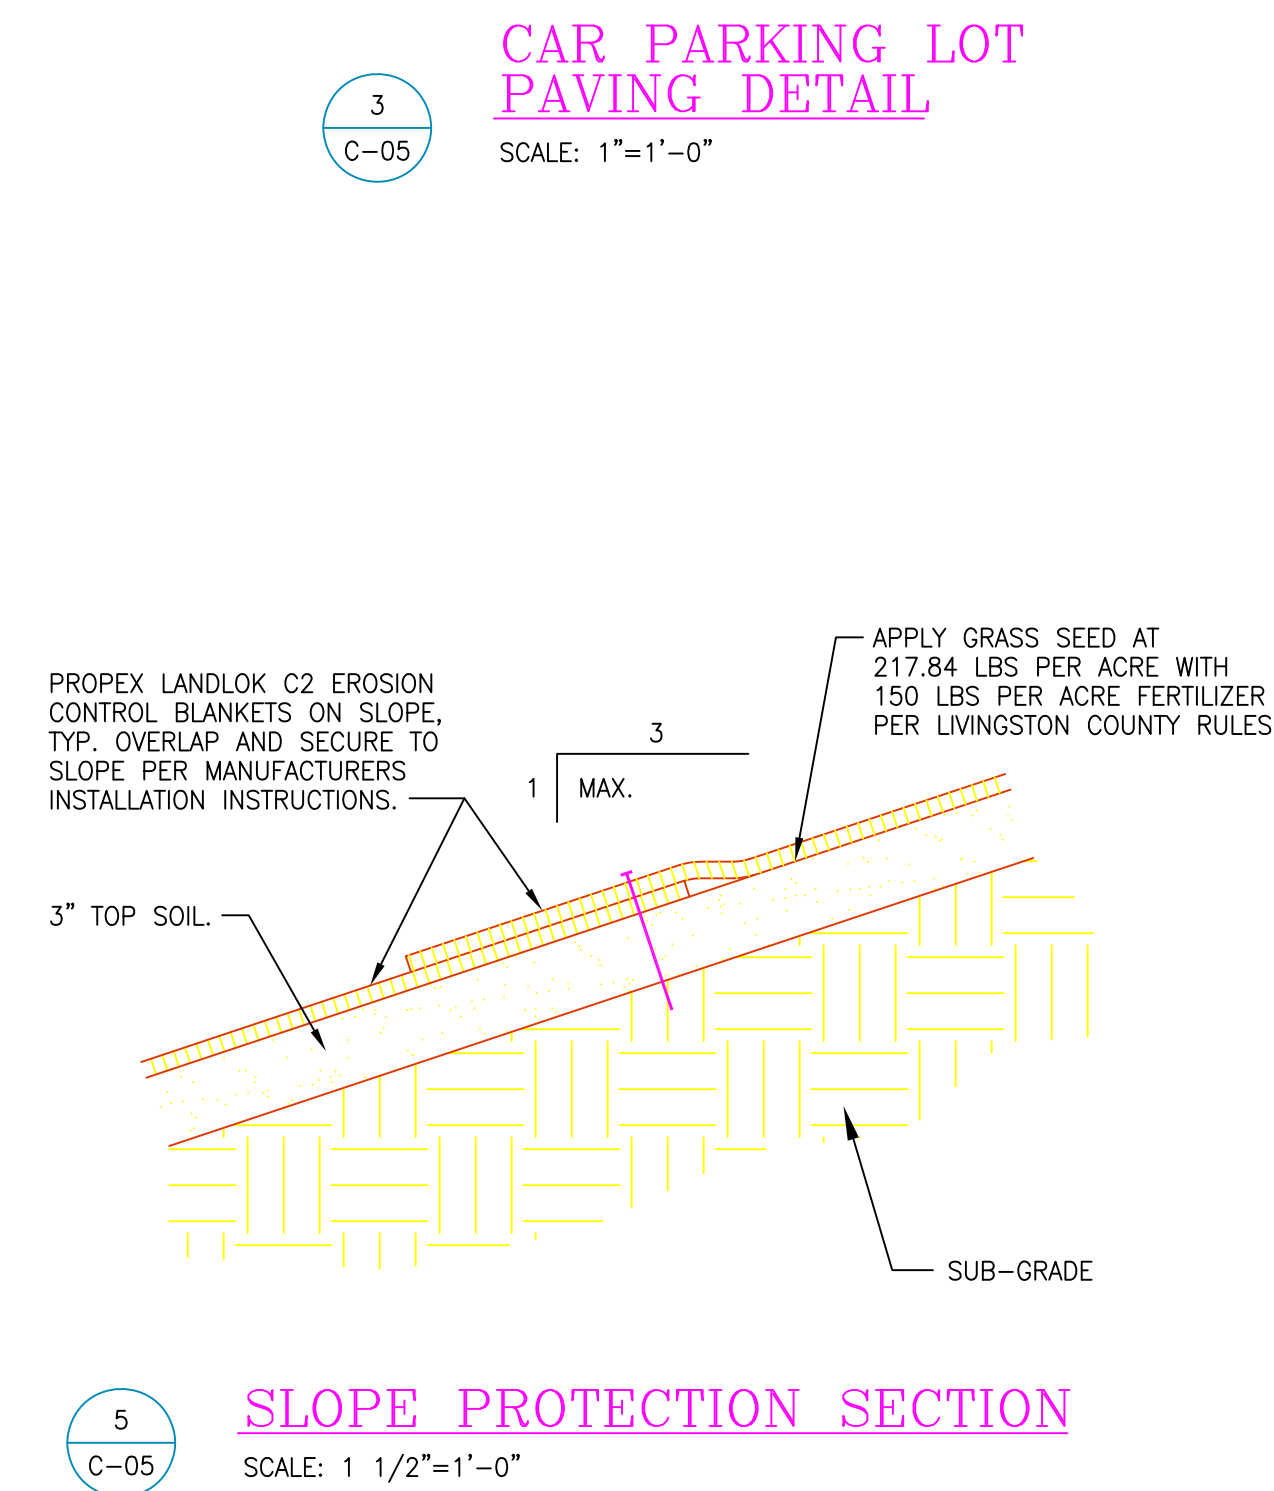 CAR PARKING LOT
PAVING DETAIL
3
C-05
SCALE: 1"=1'-0"
APPLY GRASS SEED AT
217.84 LBS PER ACRE WITH
150 LBS PER ACRE FERTILIZER
PER LIVINGSTON COUNTY RULES
PROPEX LANDLOK C2 EROSION
CONTROL BLANKETS ON SLOPE,
TYP. OVERLAP AND SECURE TO
SLOPE PER MANUFACTURERS
INSTALLATION INSTRUCTIONS.
3
1
MAX.
3" TOP SOIL.
SUB-GRADE
5
C-05
SLOPE PROTECTION SECTION
SCALE: 1 1/2"=1'-0"